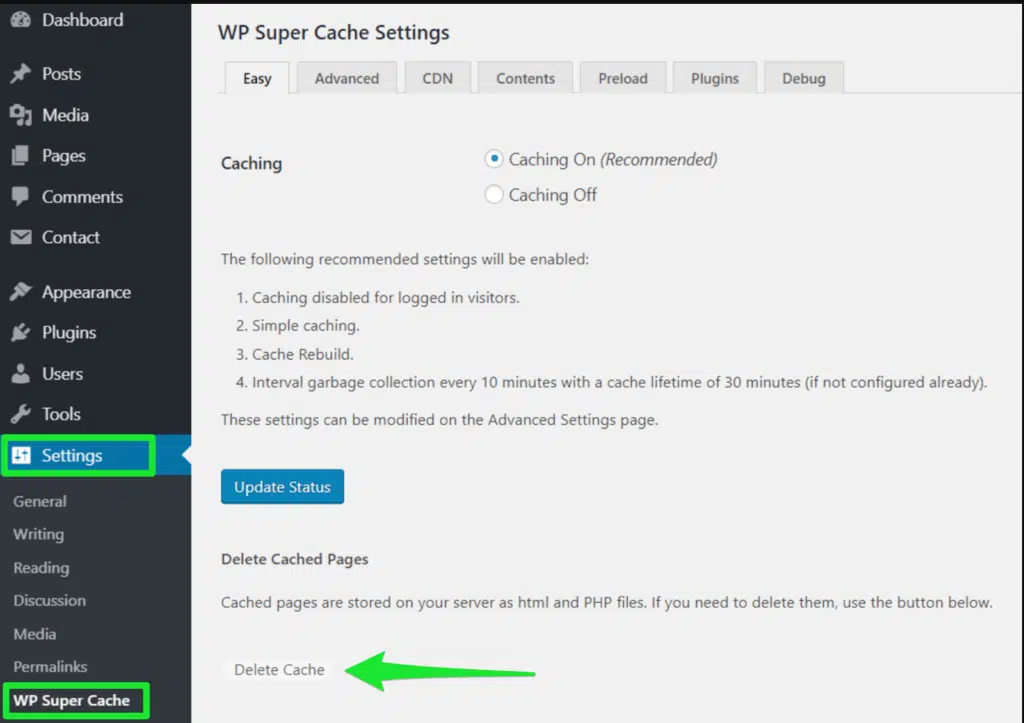 Dashboard
Posts
Media
Pages
Comments
Contact
Appearance
Plugins
Users
Tools
Settings
General
Writing
Reading
Discussion
Media
Permalinks
WP Super Cache
WP Super Cache Settings
Easy
Advanced
CDN
Contents
Preload
Plugins
Debug
Caching
Caching On (Recommended)
Caching Off
The following recommended settings will be enabled:
1. Caching disabled for logged in visitors.
2. Simple caching.
3. Cache Rebuild.
4. Interval garbage collection every 10 minutes with a cache lifetime of 30 minutes (if not configured already).
These settings can be modified on the Advanced Settings page.
Update Status
Delete Cached Pages
Cached pages are stored on your server as html and PHP files. If you need to delete them, use the button below.
Delete Cache